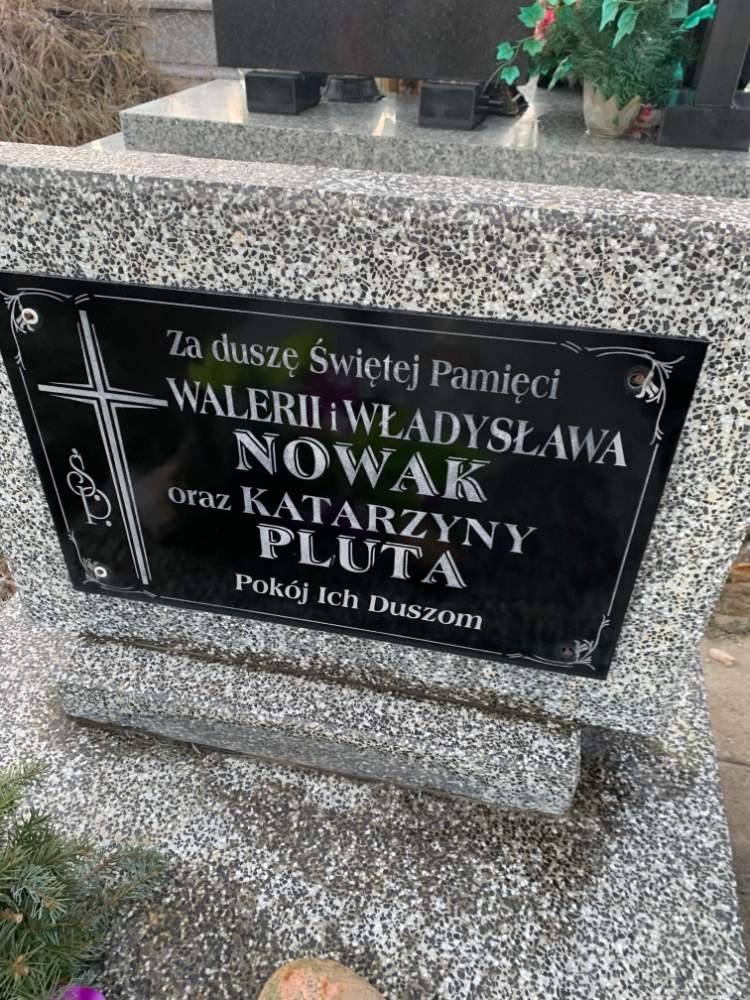 Za duszę Świętej Pamięci
WALERII i WŁADYSŁAWA
NOWAK
oraz KATARZYNY
PLUTA
Ś.P.
Pokój Ich Duszom